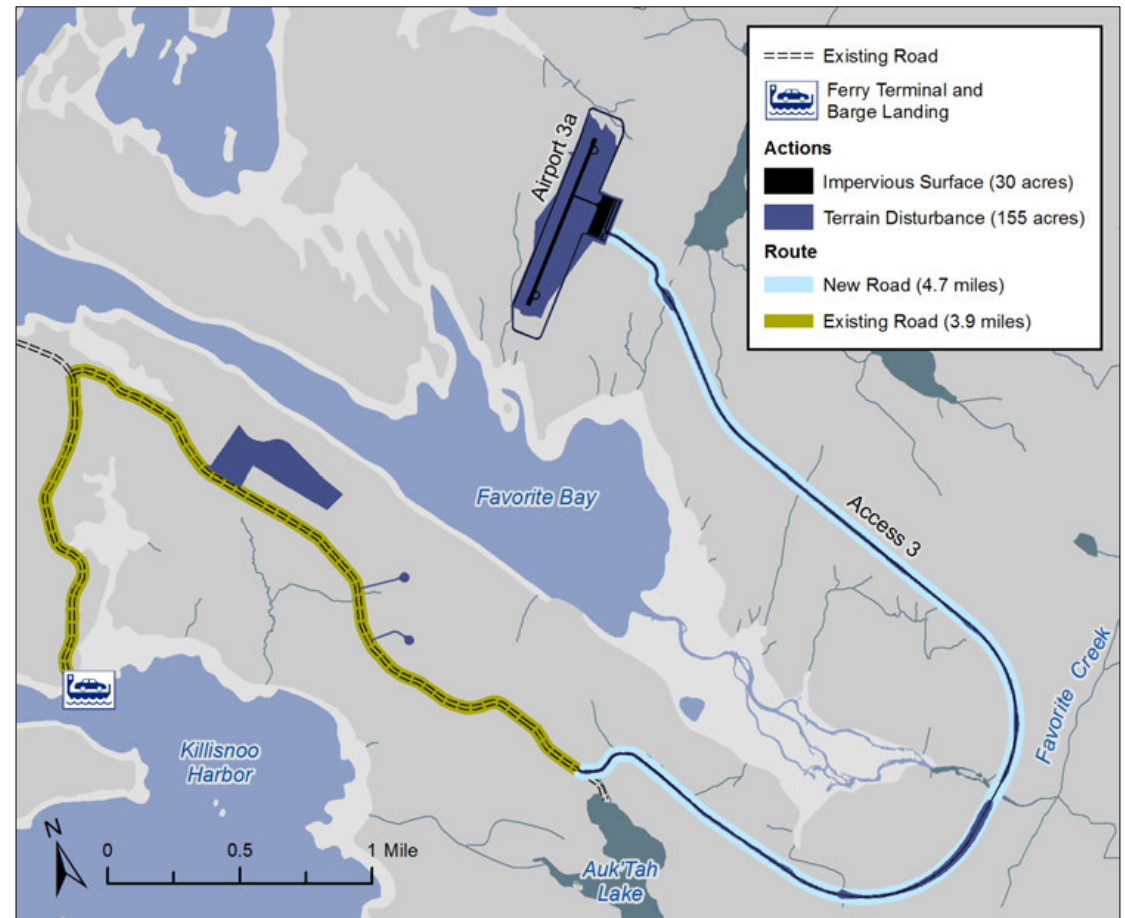 Existing Road
Ferry Terminal and
Barge Landing
Actions
Impervious Surface (30 acres)
Terrain Disturbance (155 acres)
Route
New Road (4.7 miles)
Existing Road (3.9 miles)
Airport 3a
Favorite Bay
Access 3
Favorite Creek
Killisnoo
Harbor
Auk'Tah
Lake
N
0 0.5 1 Mile